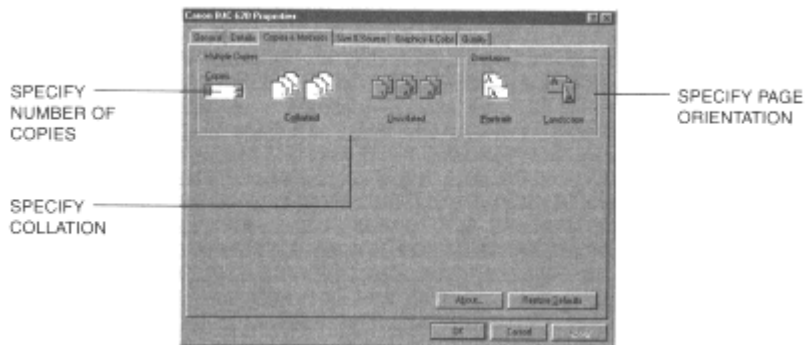 Canon BJC 620 Properties
General Details Copies & Methods Size & Source Graphics & Color Quality
Multiple Copies
Orientation
Copies
Collated
Uncollated
Portrait
Landscape
SPECIFY
NUMBER OF
COPIES
SPECIFY PAGE
ORIENTATION
SPECIFY
COLLATION
About...
Restore Defaults
OK
Cancel
Apply